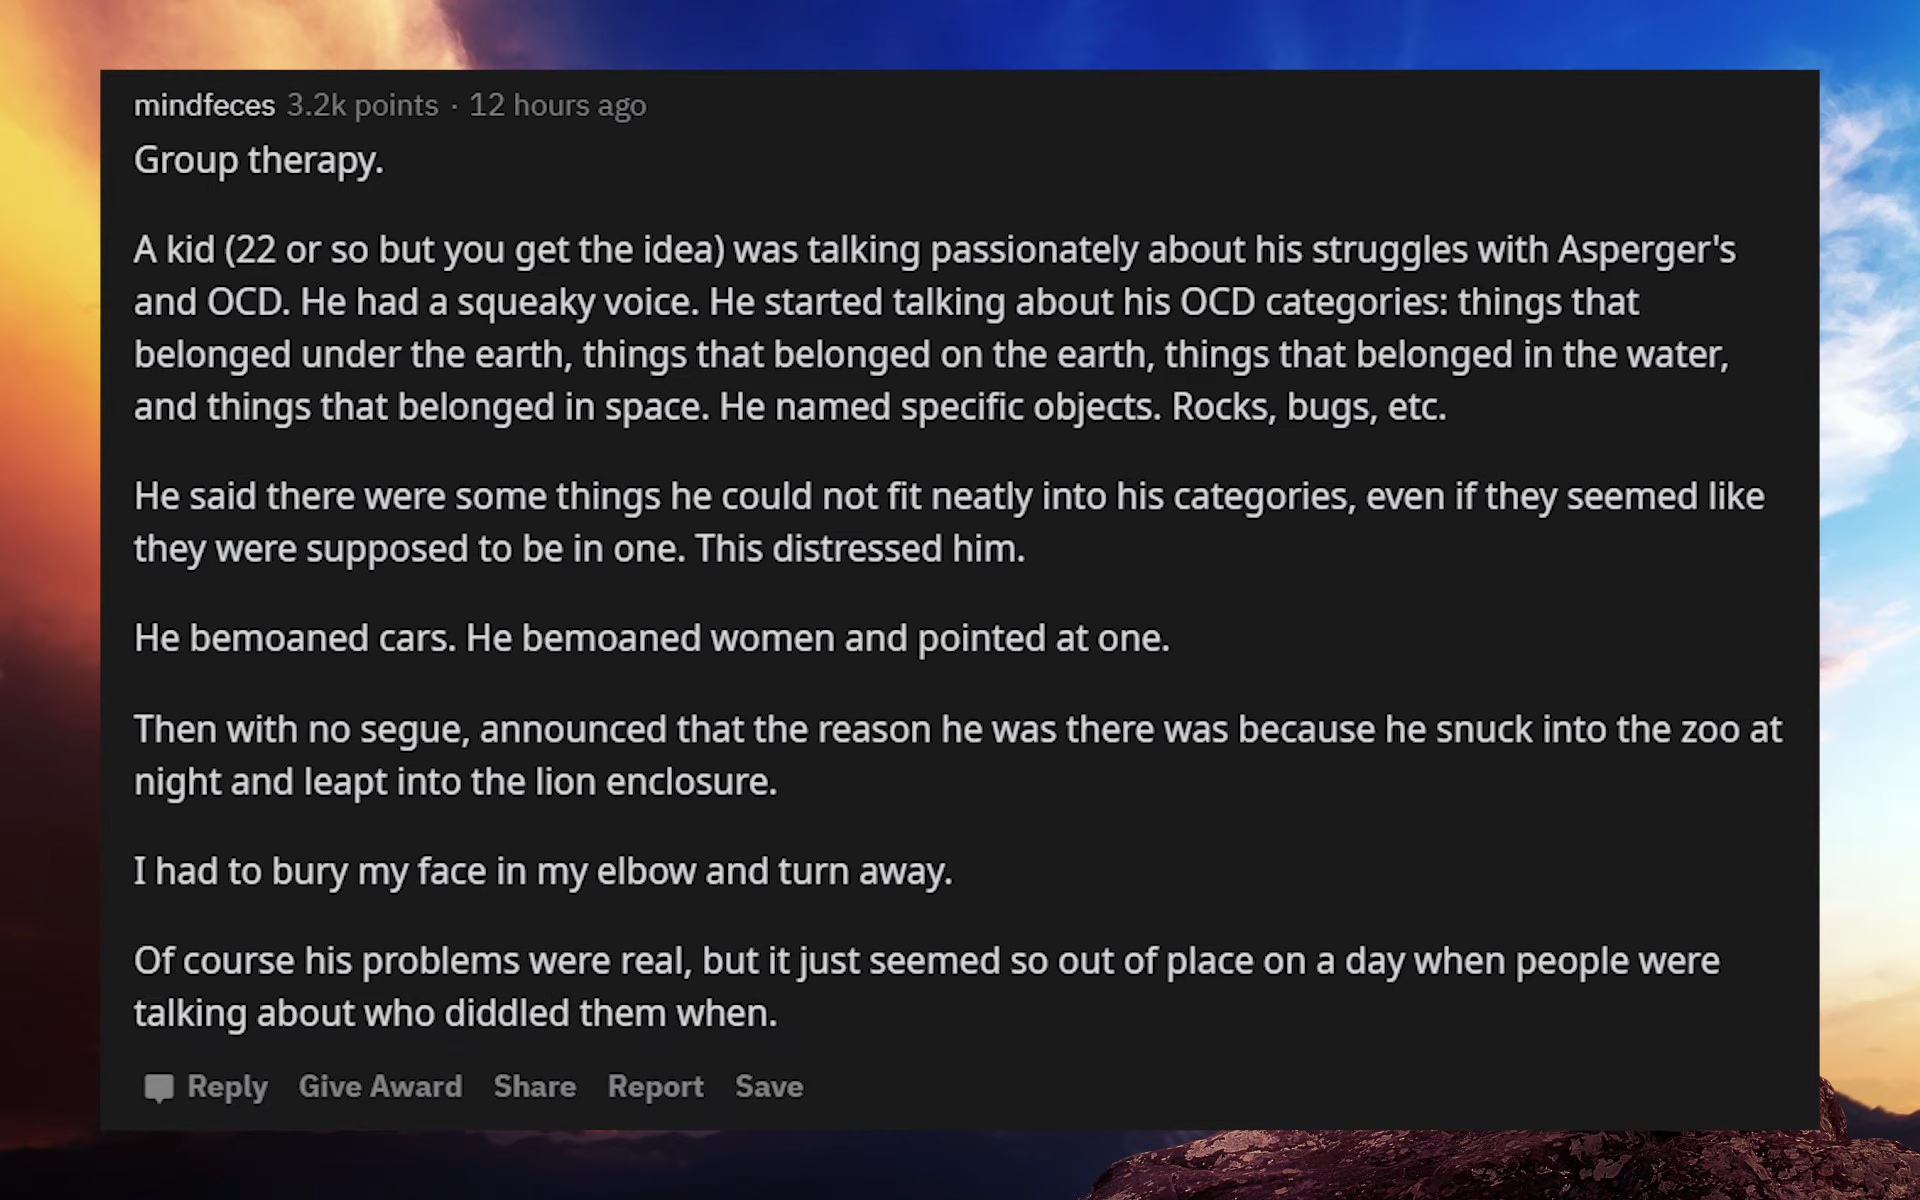 mindfeces 3.2k points · 12 hours ago
Group therapy.
A kid (22 or so but you get the idea) was talking passionately about his struggles with Asperger's
and OCD. He had a squeaky voice. He started talking about his OCD categories: things that
belonged under the earth, things that belonged on the earth, things that belonged in the water,
and things that belonged in space. He named specific objects. Rocks, bugs, etc.
He said there were some things he could not fit neatly into his categories, even if they seemed like
they were supposed to be in one. This distressed him.
He bemoaned cars. He bemoaned women and pointed at one.
Then with no segue, announced that the reason he was there was because he snuck into the zoo at
night and leapt into the lion enclosure.
I had to bury my face in my elbow and turn away.
Of course his problems were real, but it just seemed so out of place on a day when people were
talking about who diddled them when.
Reply Give Award Share Report Save